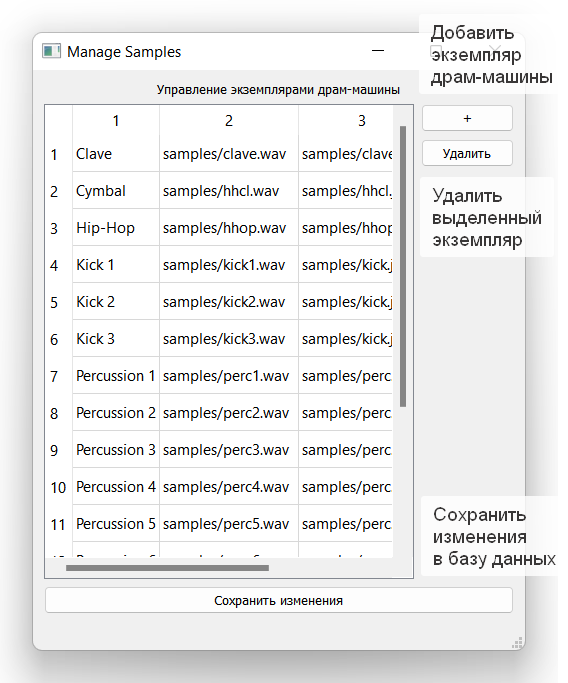 Manage Samples
Добавить
экземпляр
драм-машины
Управление экземплярами драм-машины
1 2 3
+
Удалить
1 Clave samples/clave.wav samples/clave
2 Cymbal samples/hhcl.wav samples/hhcl.
3 Hip-Hop samples/hhop.wav samples/hhop
4 Kick 1 samples/kick1.wav samples/kick.j
5 Kick 2 samples/kick2.wav samples/kick.j
6 Kick 3 samples/kick3.wav samples/kick.j
7 Percussion 1 samples/perc1.wav samples/perc.
8 Percussion 2 samples/perc2.wav samples/perc.
9 Percussion 3 samples/perc3.wav samples/perc.
10 Percussion 4 samples/perc4.wav samples/perc.
11 Percussion 5 samples/perc5.wav samples/perc.
Удалить
выделенный
экземпляр
Сохранить
изменения
в базу данных
Сохранить изменения